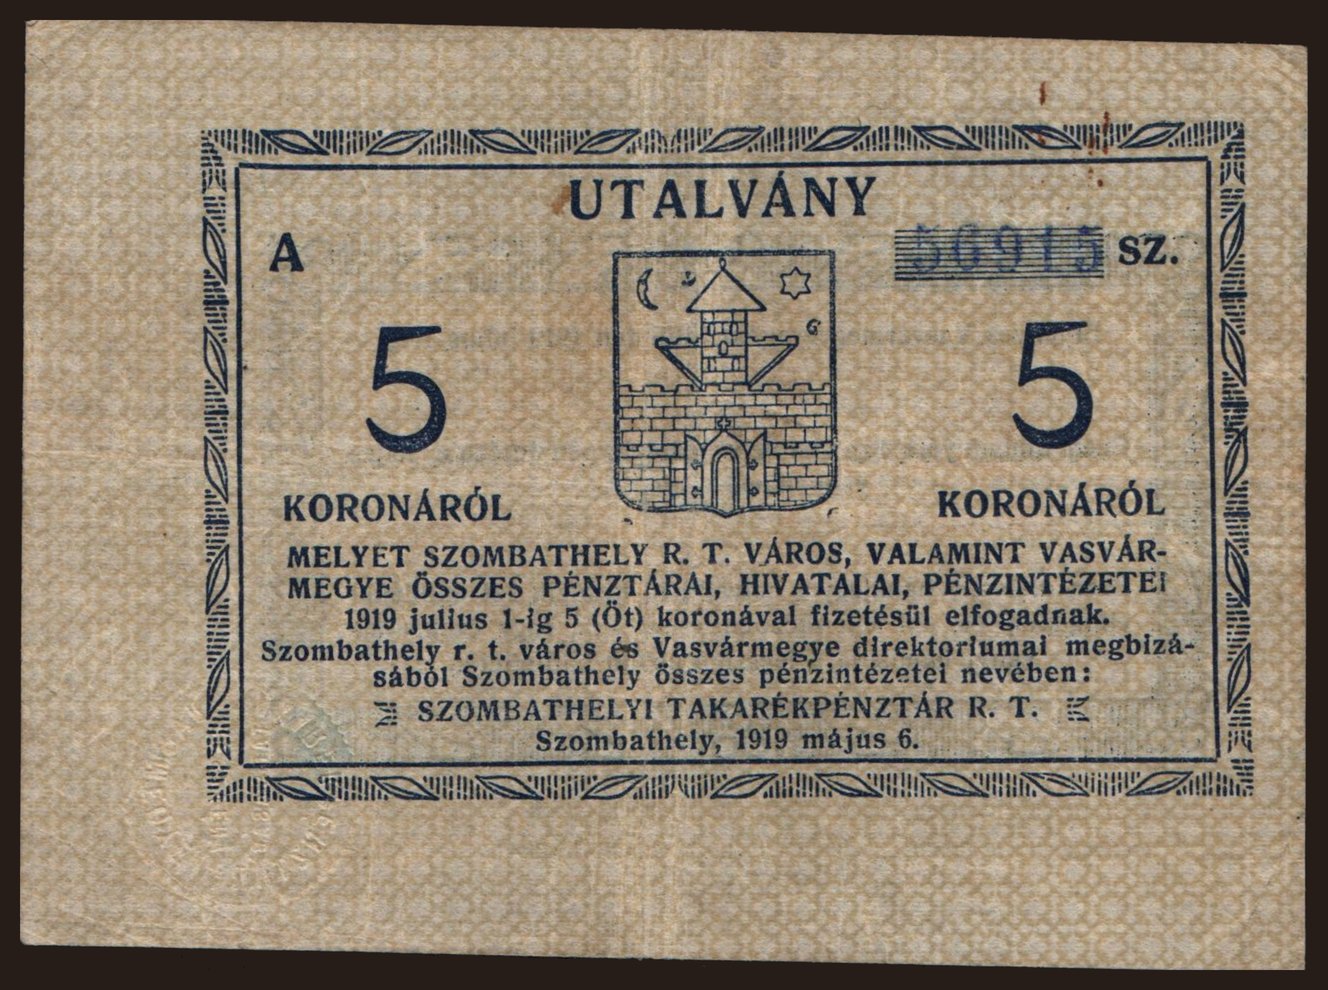 UTALVÁNY
A 56915 SZ.
5 5
KORONÁRÓL KORONÁRÓL
MELYET SZOMBATHELY R. T. VÁROS, VALAMINT VASVÁR-
MEGYE ÖSSZES PÉNZTÁRAI, HIVATALAI, PÉNZINTÉZETEI
1919 julius 1-ig 5 (Öt) koronával fizetésül elfogadnak.
Szombathely r. t. város és Vasvármegye direktoriumai megbizá-
sából Szombathely összes pénzintézetei nevében:
SZOMBATHELYI TAKARÉKPÉNZTÁR R. T.
Szombathely, 1919 május 6.